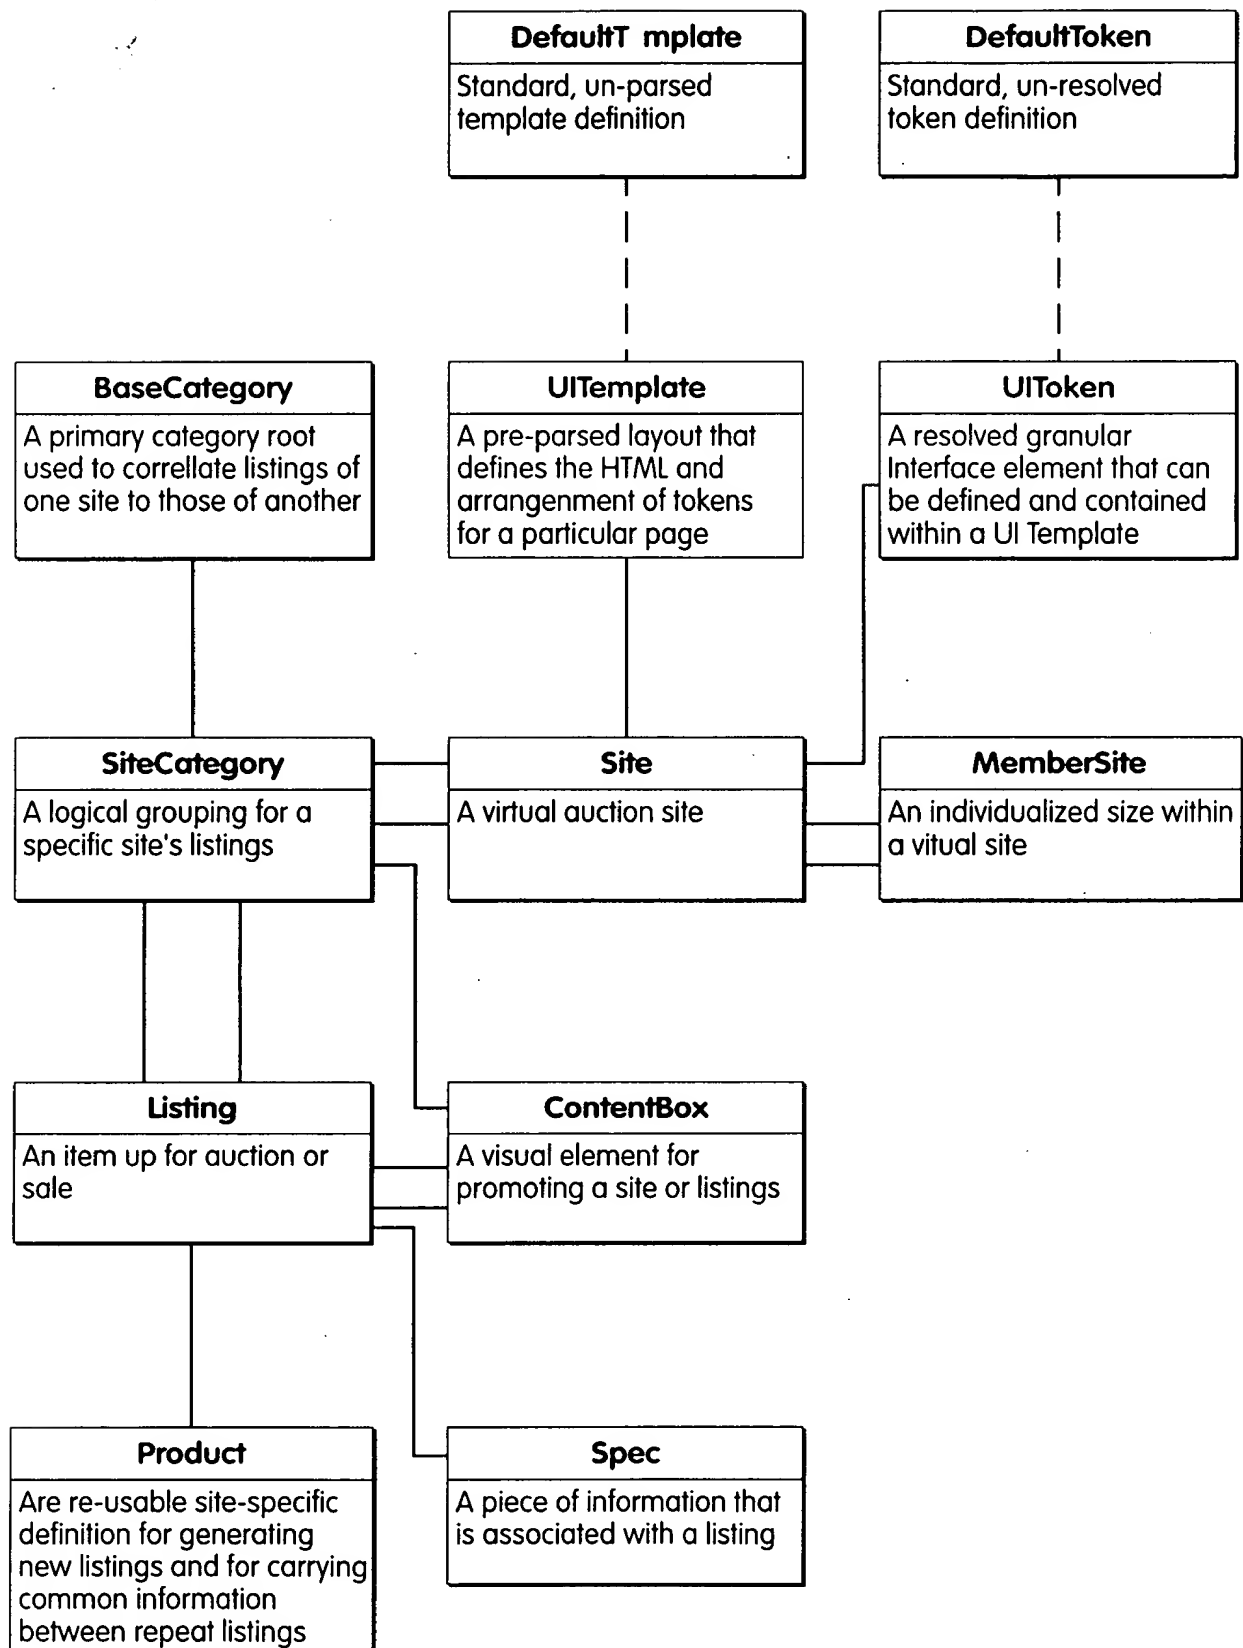 DefaultT mplate
Standard, un-parsed
template definition
DefaultToken
Standard, un-resolved
token definition
BaseCategory
A primary category root
used to correllate listings of
one site to those of another
UITemplate
A pre-parsed layout that
defines the HTML and
arrangenment of tokens
for a particular page
UIToken
A resolved granular
Interface element that can
be defined and contained
within a UI Template
SiteCategory
A logical grouping for a
specific site's listings
Site
A virtual auction site
MemberSite
An individualized size within
a vitual site
Listing
An item up for auction or
sale
ContentBox
A visual element for
promoting a site or listings
Product
Are re-usable site-specific
definition for generating
new listings and for carrying
common information
between repeat listings
Spec
A piece of information that
is associated with a listing